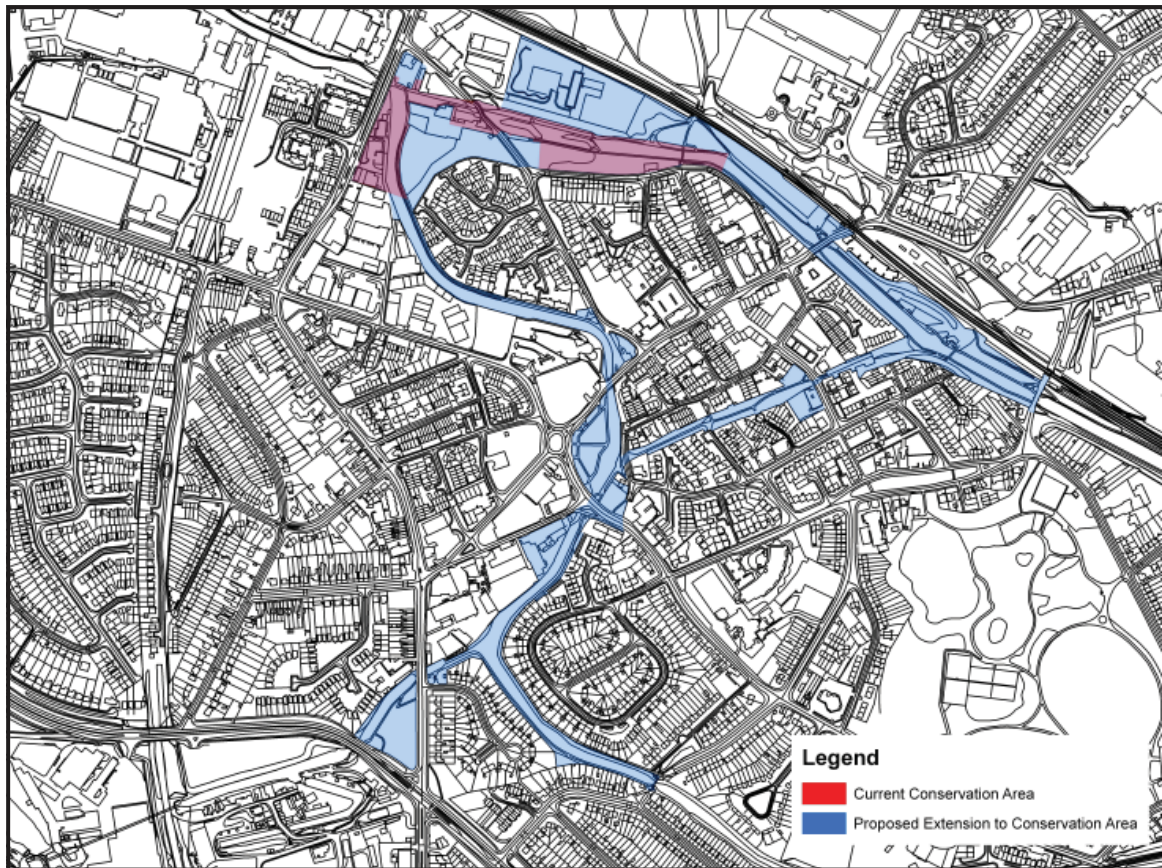 Legend
Current Conservation Area
Proposed Extension to Conservation Area